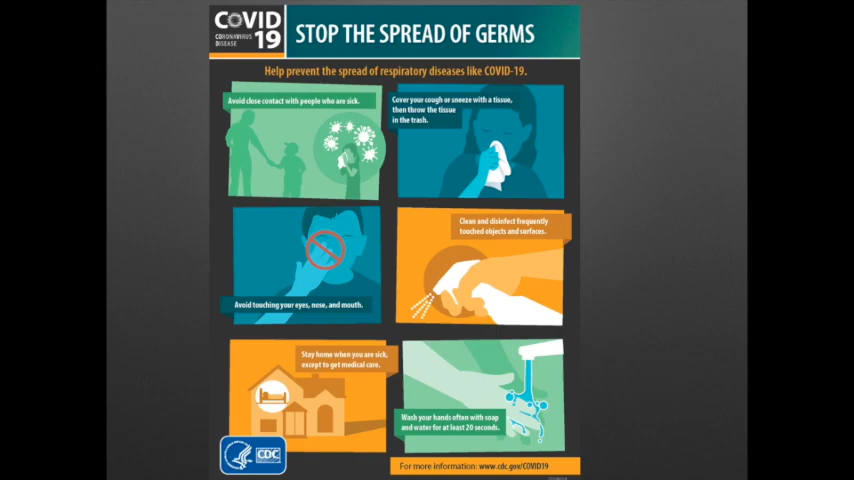 COVID
CORONAVIRUS
DISEASE
19
STOP THE SPREAD OF GERMS
Help prevent the spread of respiratory diseases like COVID-19.
Avoid close contact with people who are sick.
Cover your cough or sneeze with a tissue,
then throw the tissue
in the trash.
Avoid touching your eyes, nose, and mouth.
Clean and disinfect frequently
touched objects and surfaces.
Stay home when you are sick,
except to get medical care.
Wash your hands often with soap
and water for at least 20 seconds.
CDC
For more information: www.cdc.gov/COVID19